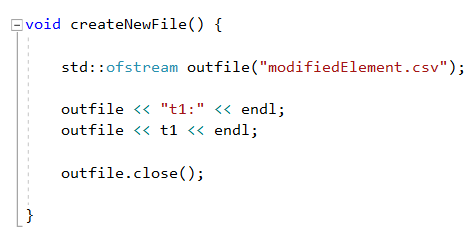 void createNewFile() {
std::ofstream outfile("modifiedElement.csv");
outfile << "t1:" << endl;
outfile << t1 << endl;
outfile.close();
}